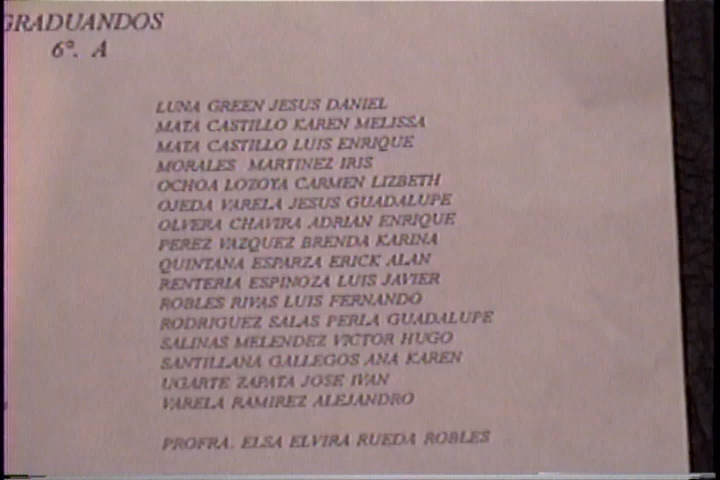 GRADUANDOS
6º. A
LUNA GREEN JESUS DANIEL
MATA CASTILLO KAREN MELISSA
MATA CASTILLO LUIS ENRIQUE
MORALES MARTINEZ IRIS
OCHOA LOZOYA CARMEN LIZBETH
OJEDA VARELA JESUS GUADALUPE
OLVERA CHAVIRA ADRIAN ENRIQUE
PEREZ VAZQUEZ BRENDA KARINA
QUINTANA ESPARZA ERICK ALAN
RENTERIA ESPINOZA LUIS JAVIER
ROBLES RIVAS LUIS FERNANDO
RODRIGUEZ SALAS PERLA GUADALUPE
SALINAS MELENDEZ VICTOR HUGO
SANTILLANA GALLEGOS ANA KAREN
UGARTE ZAPATA JOSE IVAN
VARELA RAMIREZ ALEJANDRO
PROFRA. ELSA ELVIRA RUEDA ROBLES